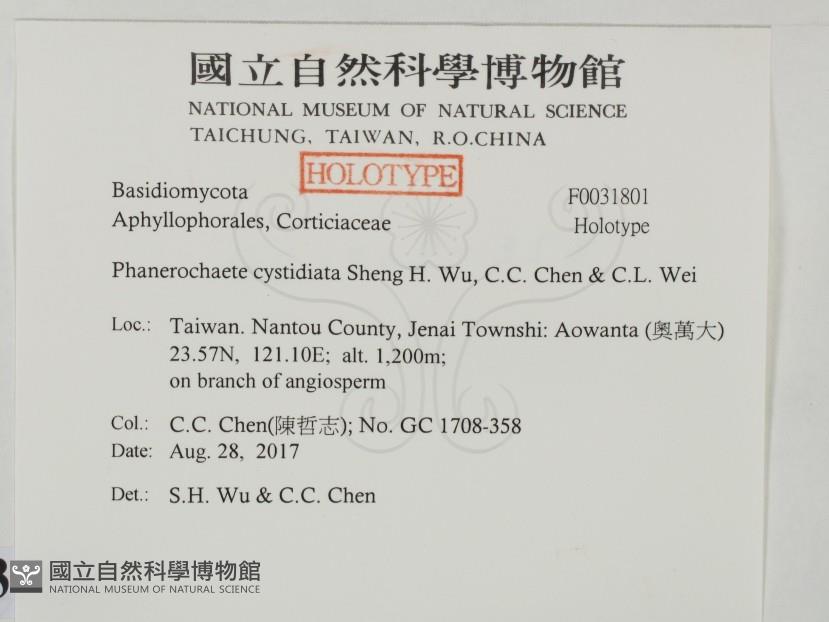 國立自然科學博物館
NATIONAL MUSEUM OF NATURAL SCIENCE
TAICHUNG, TAIWAN, R.O.CHINA
HOLOTYPE
Basidiomycota F0031801
Aphyllophorales, Corticiaceae Holotype
Phanerochaete cystidiata Sheng H. Wu, C.C. Chen & C.L. Wei
Loc.: Taiwan. Nantou County, Jenai Townshi: Aowanta (奧萬大)
23.57N, 121.10E; alt. 1,200m;
on branch of angiosperm
Col.: C.C. Chen(陳哲志); No. GC 1708-358
Date: Aug. 28, 2017
Det.: S.H. Wu & C.C. Chen
國立自然科學博物館
NATIONAL MUSEUM OF NATURAL SCIENCE